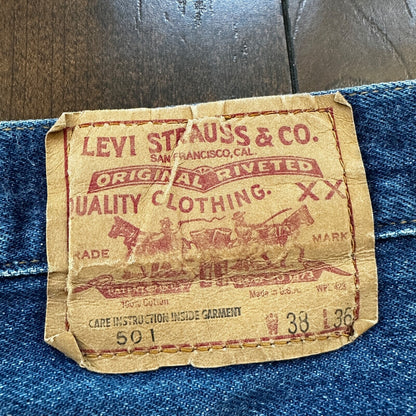 LEVI STRAUSS & CO.
SAN FRANCISCO, CAL.
ORIGINAL RIVETED
QUALITY CLOTHING. XX
TRADE MARK
100% Cotton Made in U.S.A. WPL 423
CARE INSTRUCTION INSIDE GARMENT
501 W 38 L 36